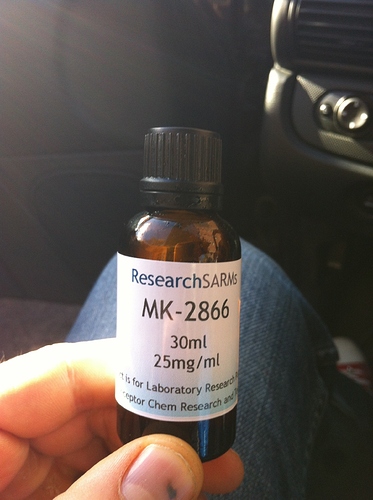 ResearchSARMs
MK-2866
30ml
25mg/ml
is for Laboratory Research
Chem Research and